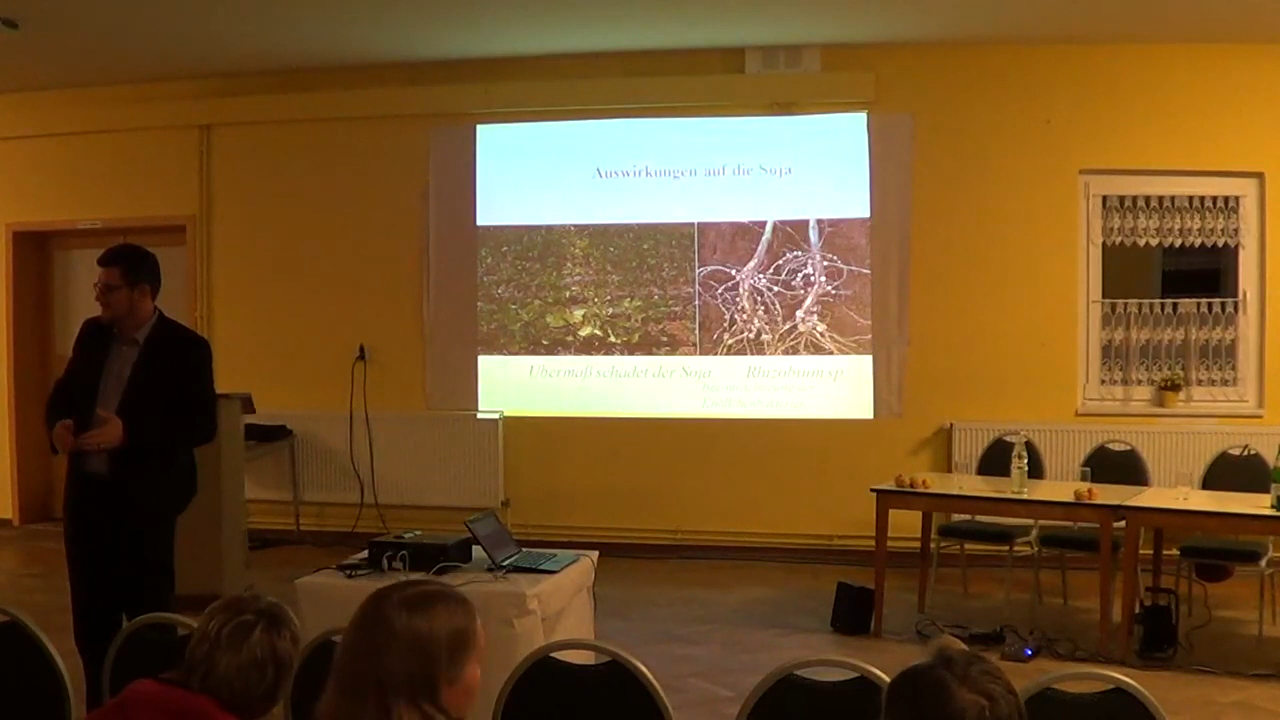 Auswirkungen auf die Soja
Übermaß schadet der Soja
Rhizobium sp.